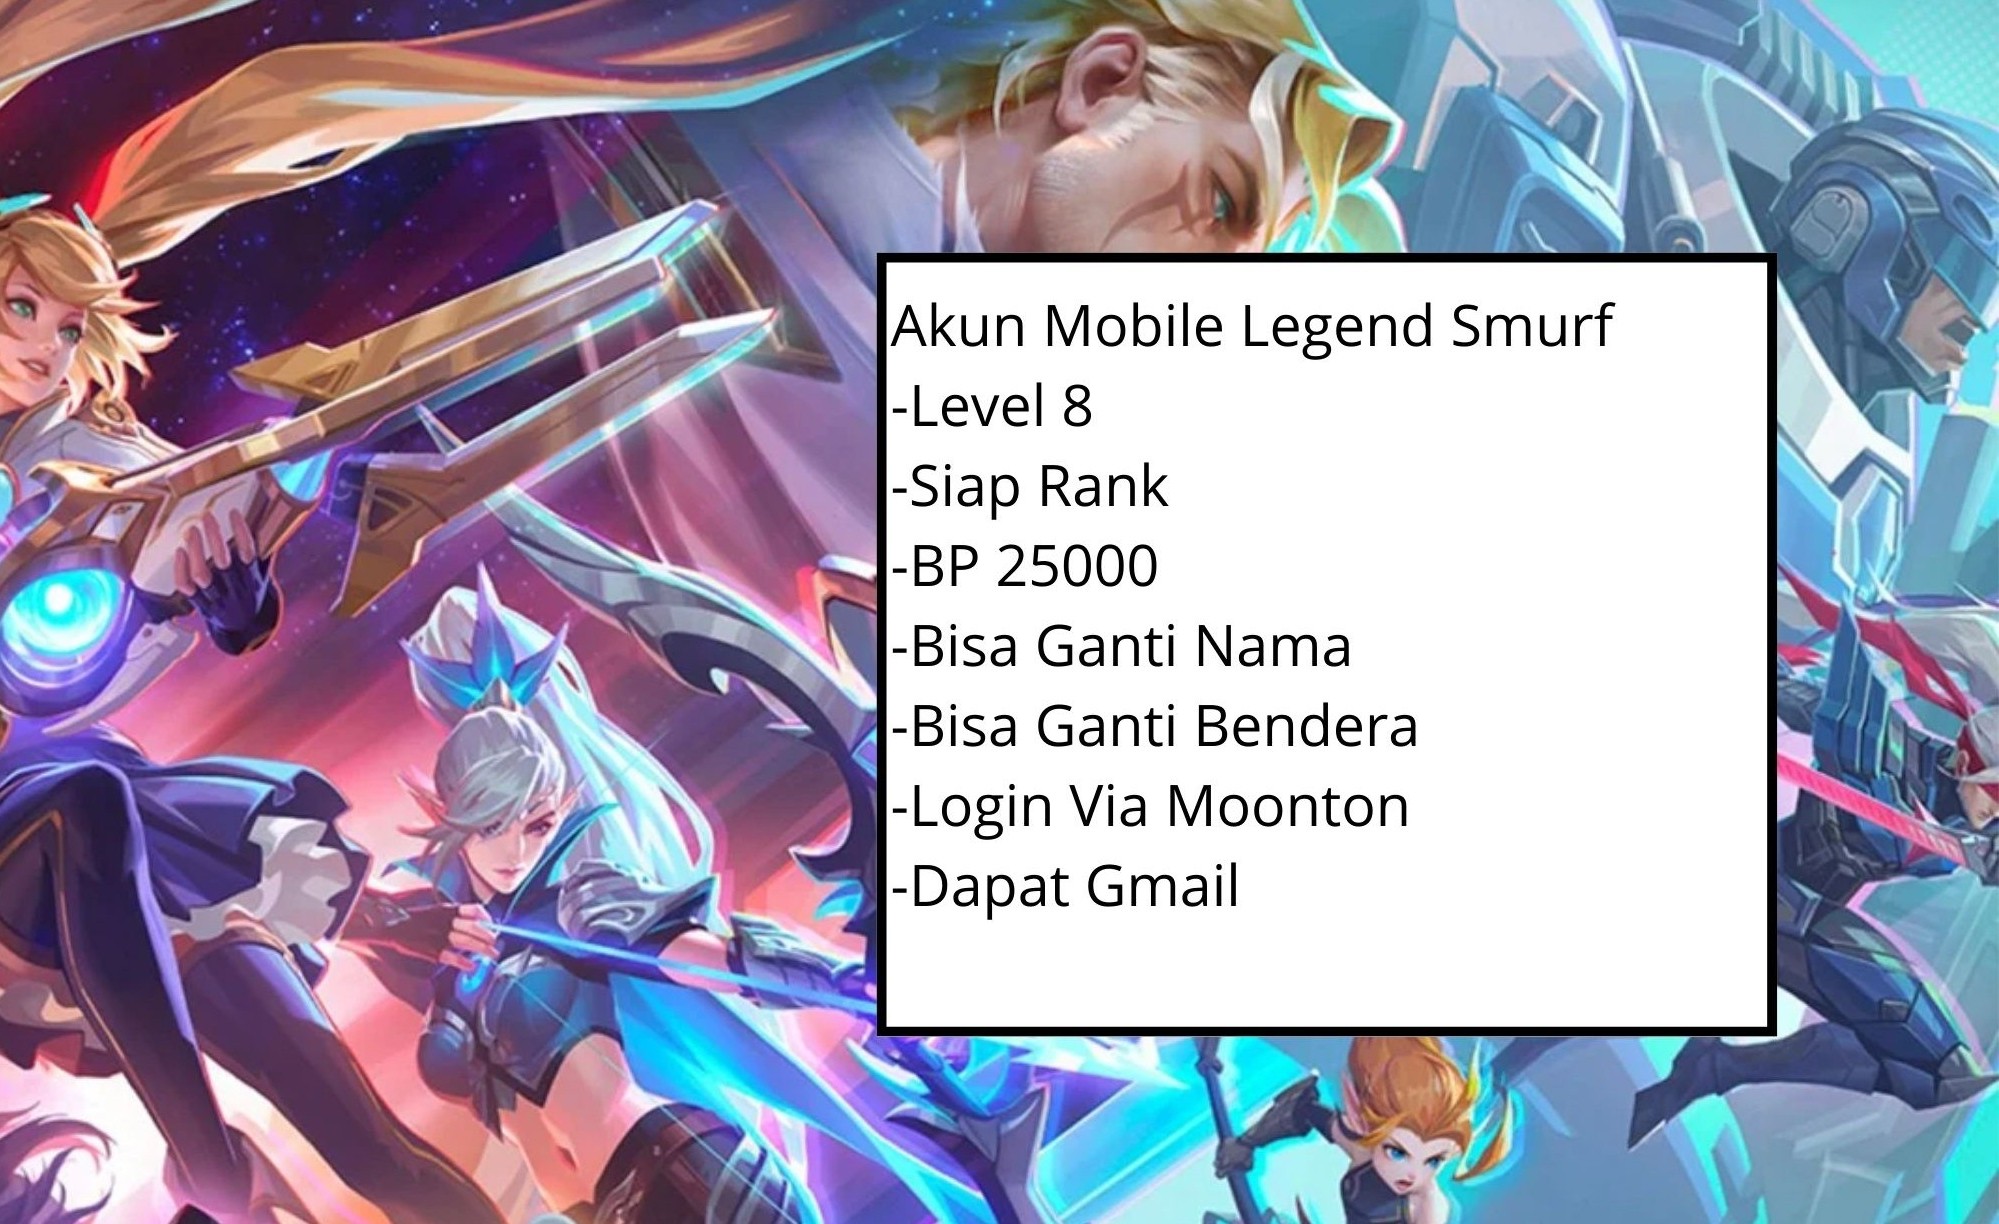 Akun Mobile Legend Smurf
-Level 8
-Siap Rank
-BP 25000
-Bisa Ganti Nama
-Bisa Ganti Bendera
-Login Via Moonton
-Dapat Gmail